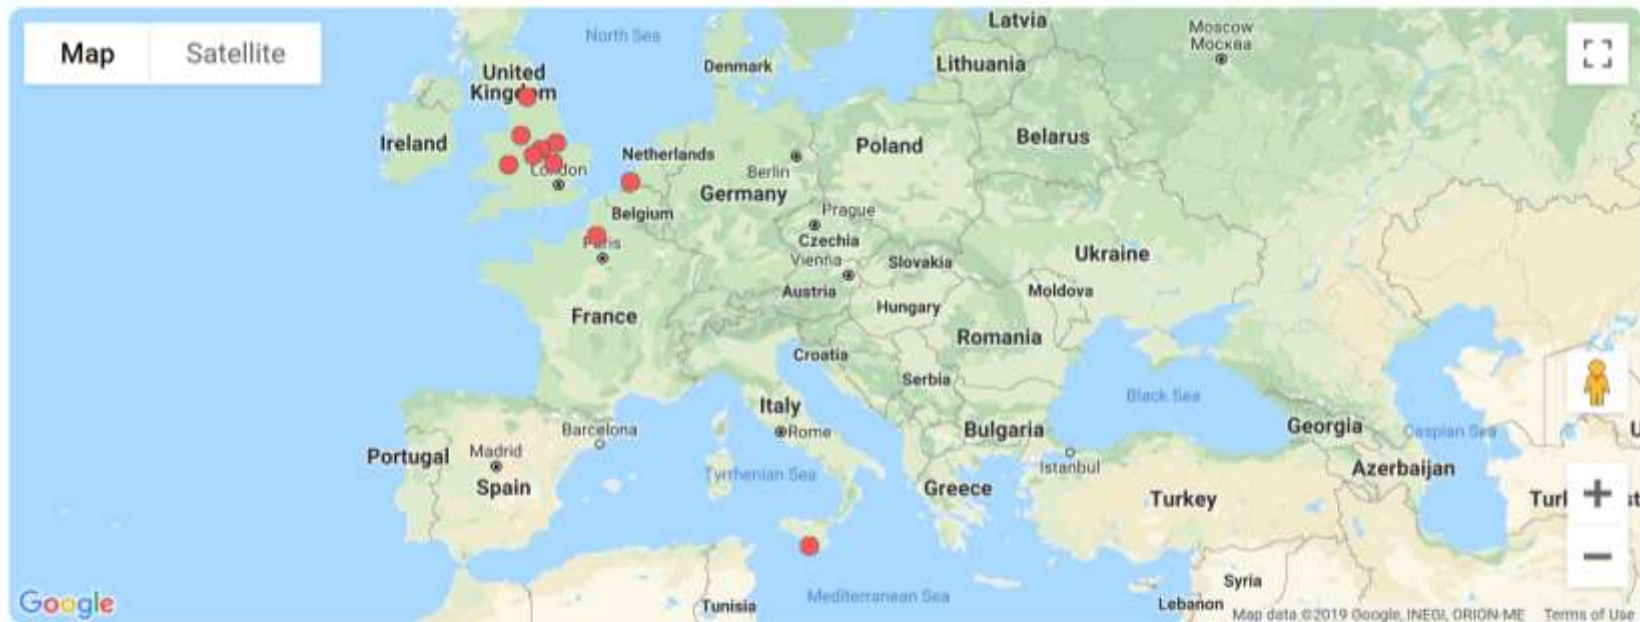 Map
Satellite
North Sea
Latvia
Moscow
Москва
United
Kingdom
Denmark
Lithuania
Ireland
Belarus
Poland
Netherlands
Berlin
London
Germany
Belgium
Prague
Paris
Czechia
Ukraine
Vienna
Slovakia
Austria
Moldova
Hungary
France
Romania
Croatia
Serbia
Black Sea
Italy
Barcelona
Rome
Bulgaria
Georgia
Caspian Sea
Portugal
Madrid
Istanbul
Azerbaijan
Tyrrhenian Sea
Spain
Greece
Turkey
Syria
Mediterranean Sea
Lebanon
Tunisia
Google
Map data ©2019 Google, INEGI, ORION-ME
Terms of Use